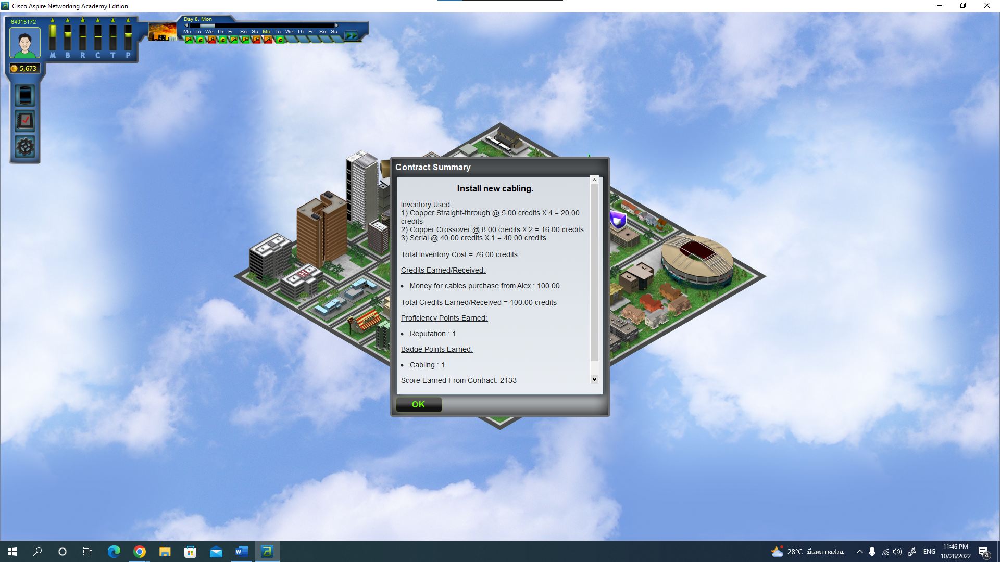 Cisco Aspire Networking Academy Edition
64015172
M B R C T P
5,673
Day 8, Mon
Mo Tu We Th Fr Sa Su Mo Tu We Th Fr Sa Su
Contract Summary
Install new cabling.
Inventory Used:
1) Copper Straight-through @ 5.00 credits X 4 = 20.00
credits
2) Copper Crossover @ 8.00 credits X 2 = 16.00 credits
3) Serial @ 40.00 credits X 1 = 40.00 credits
Total Inventory Cost = 76.00 credits
Credits Earned/Received:
• Money for cables purchase from Alex : 100.00
Total Credits Earned/Received = 100.00 credits
Proficiency Points Earned:
• Reputation : 1
Badge Points Earned:
• Cabling : 1
Score Earned From Contract: 2133
OK
H
28°C มีเมฆบางส่วน
ENG
11:46 PM
10/28/2022
4